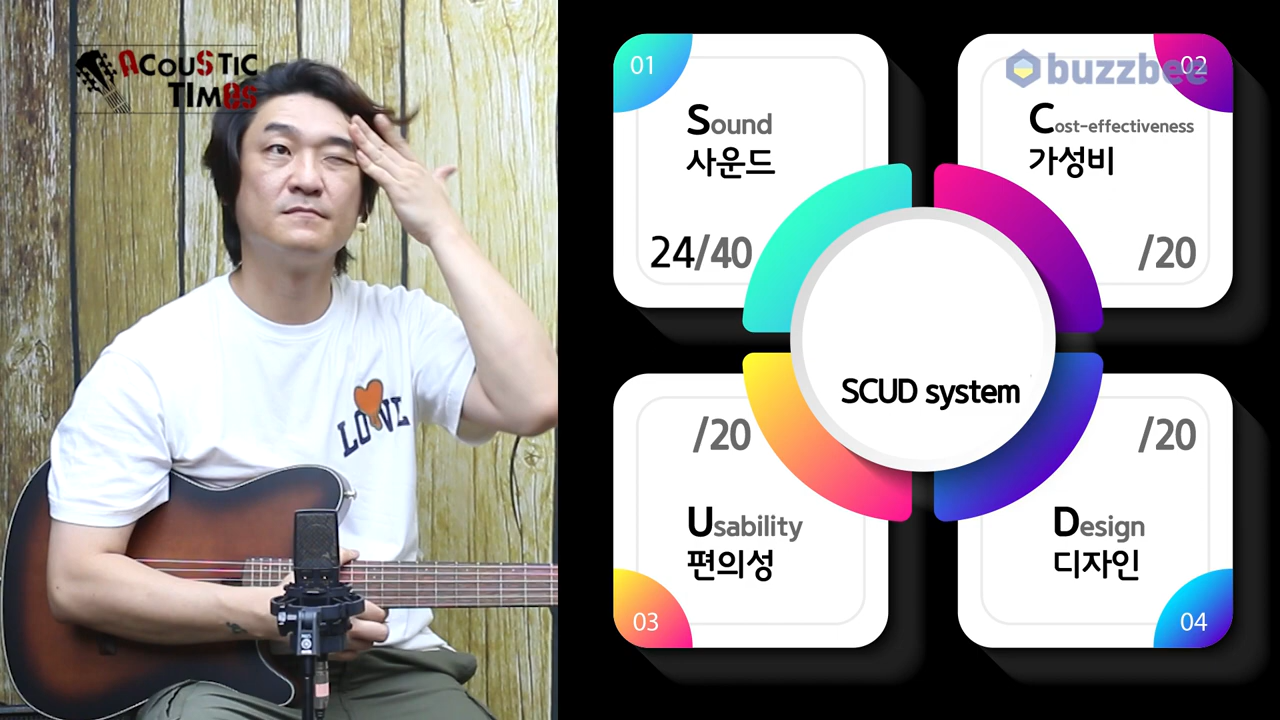 ACOUSTIC
TIMES
LOVL
01
Sound
사운드
24/40
buzzbee
02
Cost-effectiveness
가성비
/20
SCUD system
/20
Usability
편의성
03
/20
Design
디자인
04